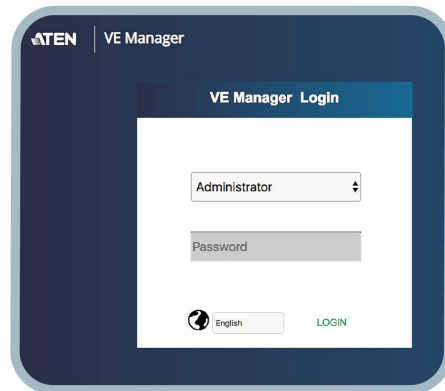 ATEN VE Manager
VE Manager Login
Administrator
Password
English LOGIN